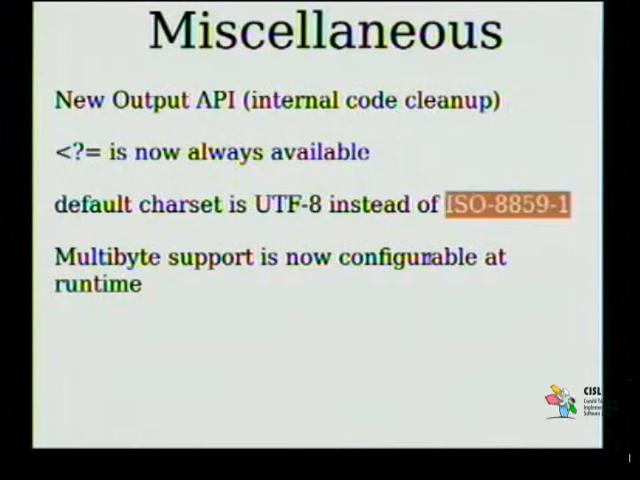 Miscellaneous
New Output API (internal code cleanup)
<?= is now always available
default charset is UTF-8 instead of ISO-8859-1
Multibyte support is now configurable at
runtime
CISL